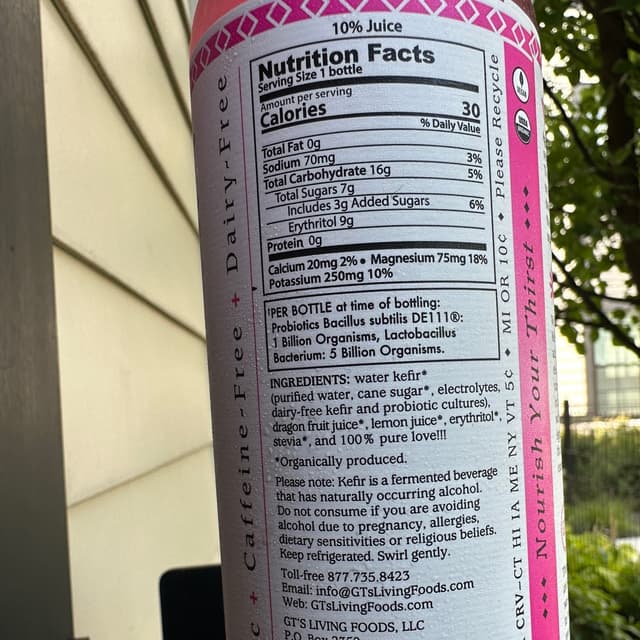 10% Juice
Nutrition Facts
Serving Size 1 bottle
Amount per serving
Calories 30
% Daily Value
Total Fat 0g
Sodium 70mg 3%
Total Carbohydrate 16g 5%
Total Sugars 7g
Includes 3g Added Sugars 6%
Erythritol 9g
Protein 0g
Calcium 20mg 2% • Magnesium 75mg 18%
Potassium 250mg 10%
PER BOTTLE at time of bottling:
Probiotics Bacillus subtilis DE111®:
1 Billion Organisms, Lactobacillus
Bacterium: 5 Billion Organisms.
INGREDIENTS: water kefir*
(purified water, cane sugar*, electrolytes,
dairy-free kefir and probiotic cultures),
dragon fruit juice*, lemon juice*, erythritol*,
stevia*, and 100% pure love!!!
*Organically produced.
Please note: Kefir is a fermented beverage
that has naturally occurring alcohol.
Do not consume if you are avoiding
alcohol due to pregnancy, allergies,
dietary sensitivities or religious beliefs.
Keep refrigerated. Swirl gently.
Toll-free 877.735.8423
Email: info@GTsLivingFoods.com
Web: GTsLivingFoods.com
GT'S LIVING FOODS, LLC
P.O. Box
c + Caffeine-Free + Dairy-Free
CRV–CT HI IA ME NY VT 5¢ ♦ MI OR 10¢ ♦ Please Recycle
♦♦♦ Nourish Your Thirst ♦♦♦
VEGAN
USDA